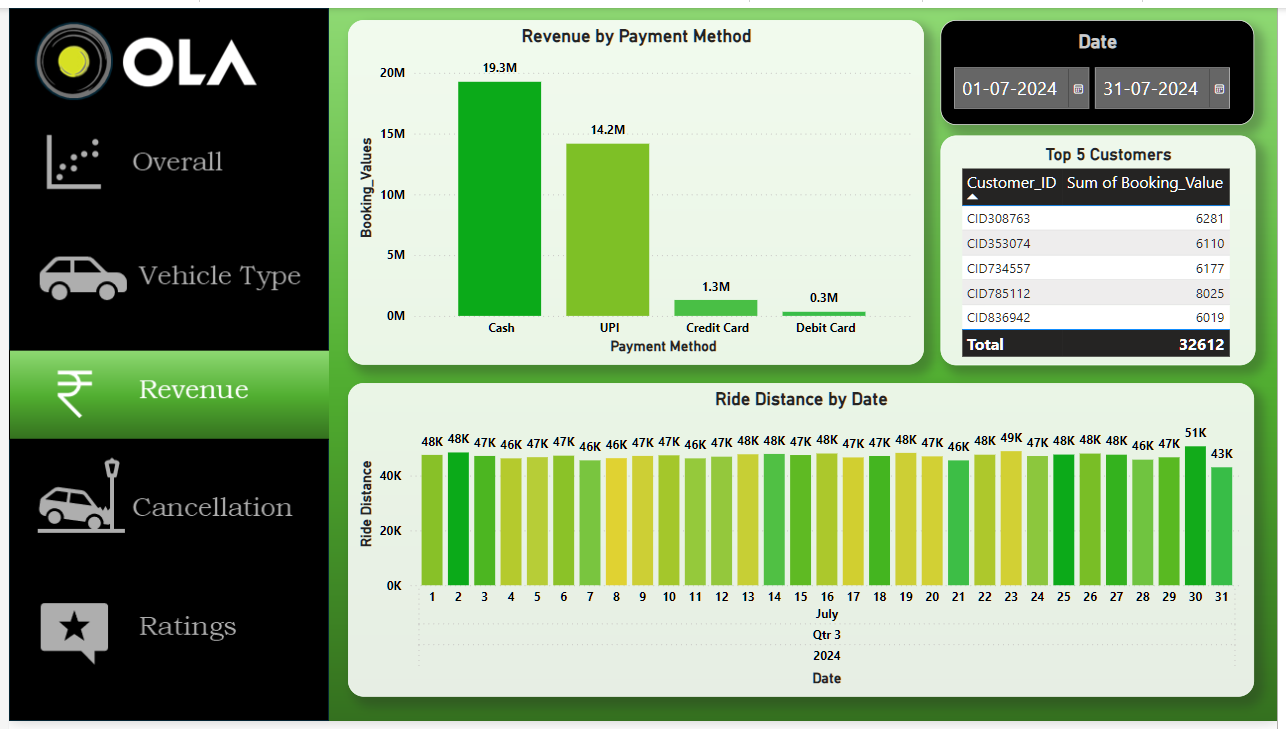 OLA
Overall
Vehicle Type
Revenue
Cancellation
Ratings
Revenue by Payment Method
Booking_Values
20M
15M
10M
5M
0M
19.3M
14.2M
1.3M
0.3M
Cash UPI Credit Card Debit Card
Payment Method
Date
01-07-2024 31-07-2024
Top 5 Customers
Customer_ID Sum of Booking_Value
CID308763 6281
CID353074 6110
CID734557 6177
CID785112 8025
CID836942 6019
Total 32612
Ride Distance by Date
Ride Distance
40K
20K
0K
48K 48K 47K 46K 47K 47K 46K 46K 47K 47K 46K 47K 48K 48K 47K 48K 47K 47K 48K 47K 46K 48K 49K 47K 48K 48K 48K 46K 47K 51K 43K
1 2 3 4 5 6 7 8 9 10 11 12 13 14 15 16 17 18 19 20 21 22 23 24 25 26 27 28 29 30 31
July
Qtr 3
2024
Date